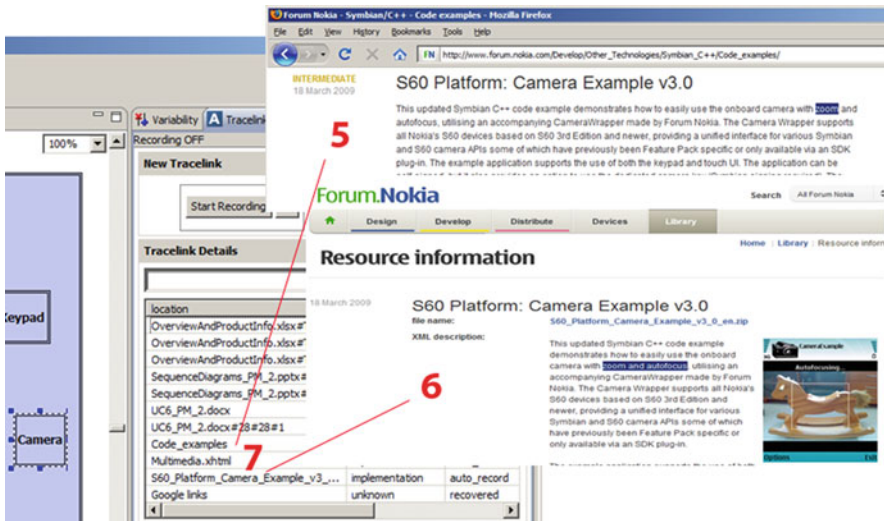 Forum Nokia - Symbian/C++ - Code examples - Mozilla Firefox
File Edit View History Bookmarks Tools Help
FN http://www.forum.nokia.com/Develop/Other_Technologies/Symbian_C++/Code_examples/
INTERMEDIATE
18 March 2009
S60 Platform: Camera Example v3.0
This updated Symbian C++ code example demonstrates how to easily use the onboard camera with zoom and
autofocus, utilising an accompanying CameraWrapper made by Forum Nokia. The Camera Wrapper supports
all Nokia's S60 devices based on S60 3rd Edition and newer, providing a unified interface for various Symbian
and S60 camera APIs some of which have previously been Feature Pack specific or only available via an SDK
plug-in. The example application supports the use of both the keypad and touch UI. The application can be
100%
Variability Tracelink
Recording OFF
5
New Tracelink
Start Recording
Forum.Nokia
Search All Forum Nokia
Design Develop Distribute Devices Library
Home : Library : Resource inform
Resource information
Tracelink Details
18 March 2009
S60 Platform: Camera Example v3.0
file name: S60_Platform_Camera_Example_v3_0_en.zip
XML description:
This updated Symbian C++ code example
demonstrates how to easily use the onboard
camera with zoom and autofocus, utilising an
accompanying CameraWrapper made by Forum
Nokia. The Camera Wrapper supports all Nokia's
S60 devices based on S60 3rd Edition and
newer, providing a unified interface for various
Symbian and S60 camera APIs some of which
have previously been Feature Pack specific or
only available via an SDK plug-in.
The example application supports the use of both
CameraExample
Autofocusing...
Options Exit
Keypad
Camera
location
OverviewAndProductInfo.xlsx#
OverviewAndProductInfo.xlsx#
OverviewAndProductInfo.xlsx#
SequenceDiagrams_PM_2.pptx#
SequenceDiagrams_PM_2.pptx#
UC6_PM_2.docx
UC6_PM_2.docx#28#28#1
Code_examples
Multimedia.xhtml
S60_Platform_Camera_Example_v3_... implementation auto_record
Google links unknown recovered
6
7